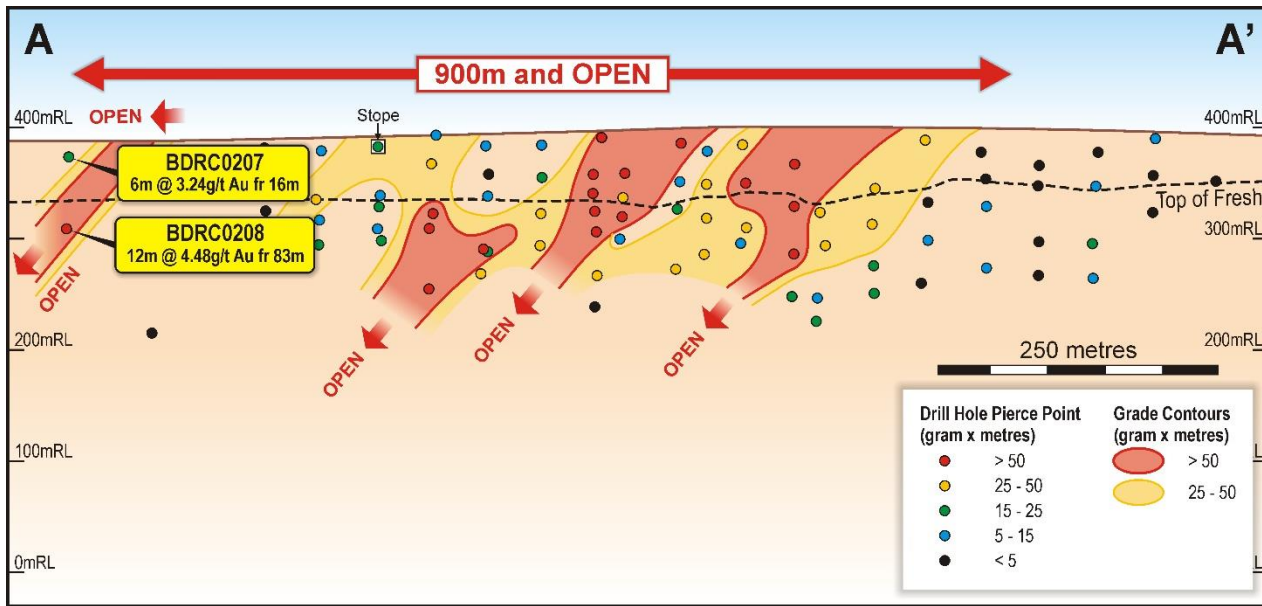 A
A’
900m and OPEN
OPEN
400mRL
400mRL
Stope
BDRC0207
6m @ 3.24g/t Au fr 16m
Top of Fresh
BDRC0208
12m @ 4.48g/t Au fr 83m
300mRL
OPEN
OPEN
OPEN
OPEN
200mRL
200mRL
250 metres
Drill Hole Pierce Point
(gram x metres)
> 50
25 - 50
15 - 25
5 - 15
< 5
Grade Contours
(gram x metres)
> 50
25 - 50
100mRL
L
0mRL
L